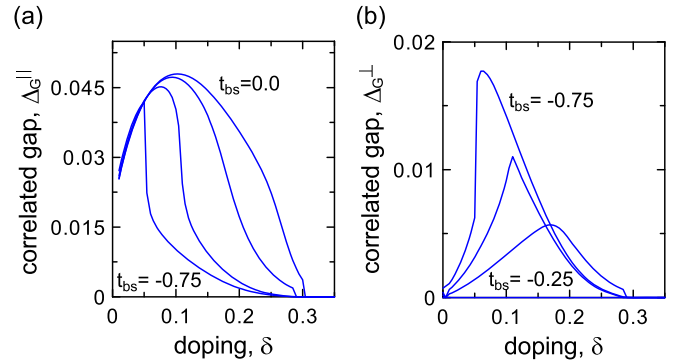 (a)
correlated gap, Δ_G^||
0.045
0.03
0.015
0
t_bs=0.0
t_bs= -0.75
0 0.1 0.2 0.3
doping, δ
(b)
correlated gap, Δ_G^⊥
0.02
0.01
0
t_bs= -0.75
t_bs= -0.25
0 0.1 0.2 0.3
doping, δ